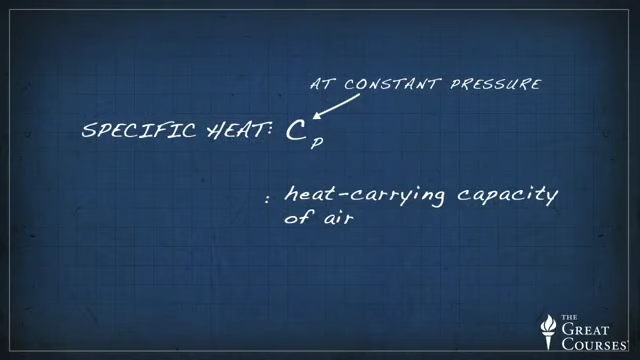 AT CONSTANT PRESSURE
SPECIFIC HEAT: Cp
: heat-carrying capacity
of air
THE
GREAT
COURSES